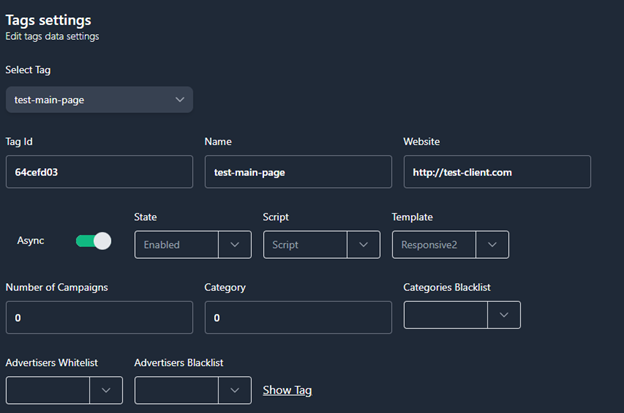 Tags settings
Edit tags data settings
Select Tag
test-main-page
Tag Id Name Website
64cefd03 test-main-page http://test-client.com
State Script Template
Async Enabled Script Responsive2
Number of Campaigns Category Categories Blacklist
0 0
Advertisers Whitelist Advertisers Blacklist
Show Tag